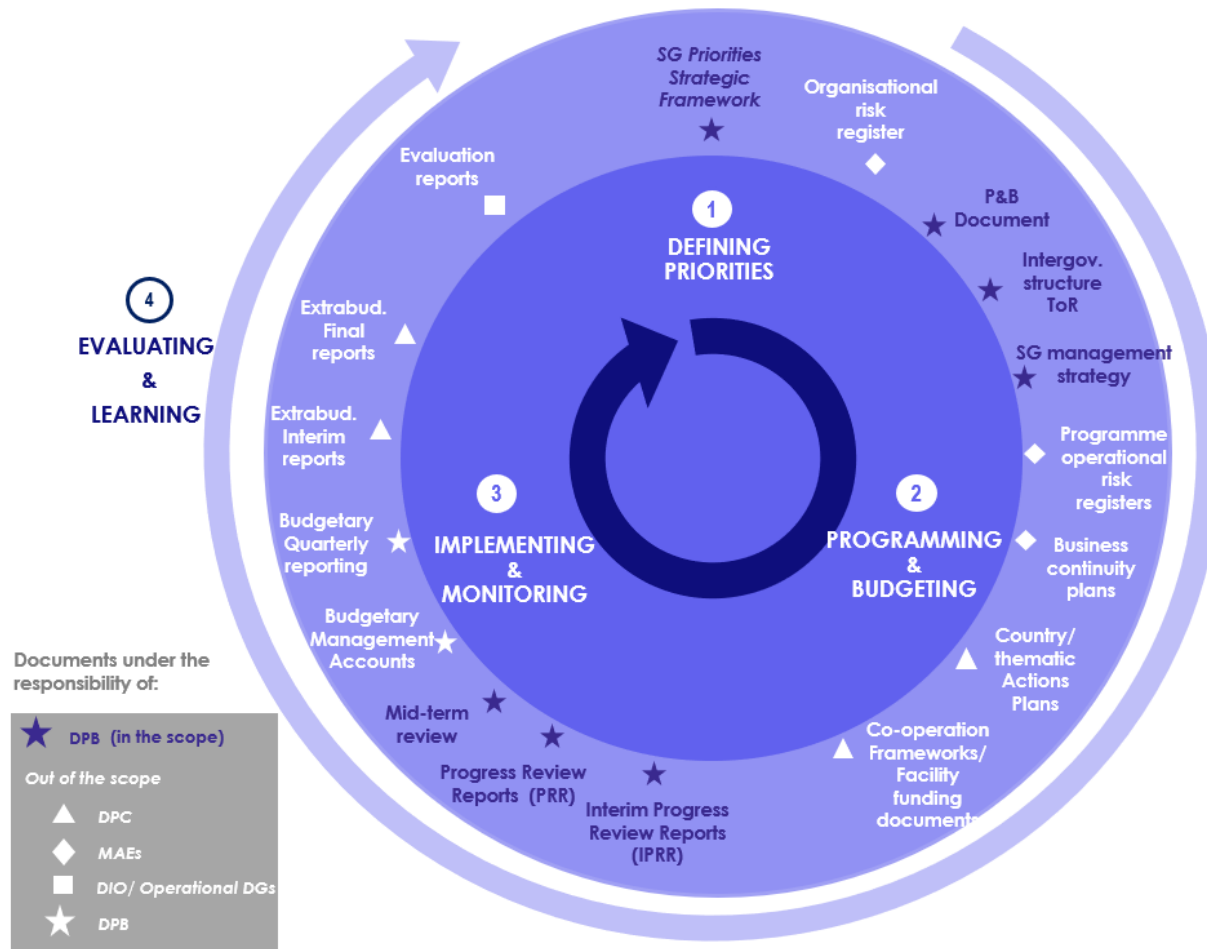 SG Priorities
Strategic
Framework
Organisational
risk
register
P&B
Document
Intergov.
structure
ToR
SG management
strategy
Programme
operational
risk
registers
Business
continuity
plans
Country/
thematic
Actions
Plans
Co-operation
Frameworks/
Facility
funding
documents
Interim Progress
Review Reports
(IPRR)
Progress Review
Reports (PRR)
Mid-term
review
Budgetary
Management
Accounts
Budgetary
Quarterly
reporting
Extrabud.
Interim
reports
Extrabud.
Final
reports
Evaluation
reports
1
DEFINING
PRIORITIES
2
PROGRAMMING
&
BUDGETING
3
IMPLEMENTING
&
MONITORING
4
EVALUATING
&
LEARNING
Documents under the
responsibility of:
DPB (in the scope)
Out of the scope
DPC
MAEs
DIO/ Operational DGs
DPB